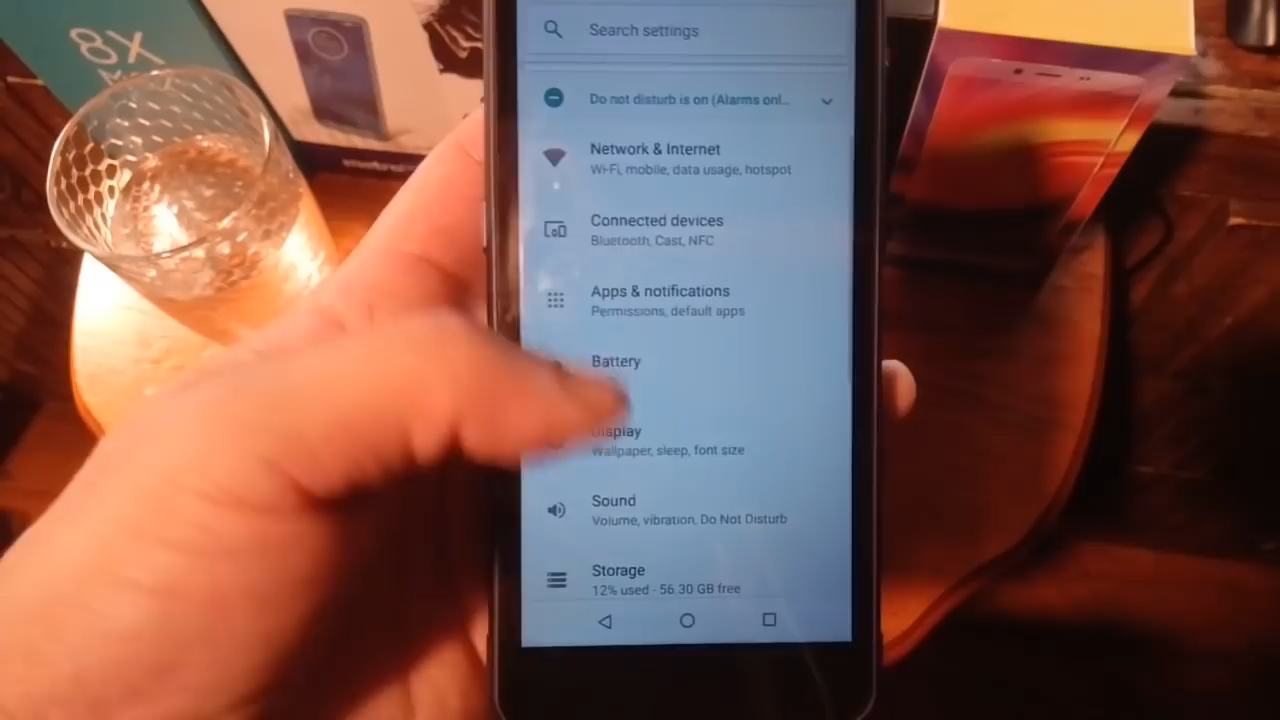 8X
Search settings
Do not disturb is on (Alarms onl...
Network & Internet
Wi-Fi, mobile, data usage, hotspot
Connected devices
Bluetooth, Cast, NFC
Apps & notifications
Permissions, default apps
Battery
Display
Wallpaper, sleep, font size
Sound
Volume, vibration, Do Not Disturb
Storage
12% used · 56.30 GB free